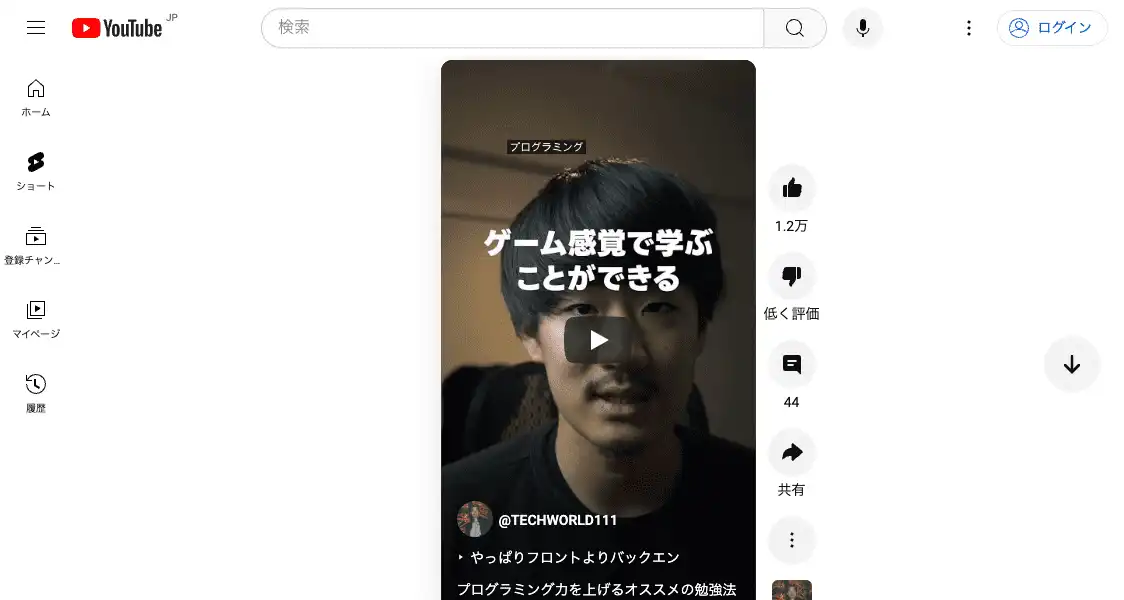 YouTube JP
検索
ログイン
ホーム
ショート
登録チャン...
マイページ
履歴
プログラミング
ゲーム感覚で学ぶ
ことができる
@TECHWORLD111
やっぱりフロントよりバックエン
プログラミング力を上げるオススメの勉強法
1.2万
低く評価
44
共有